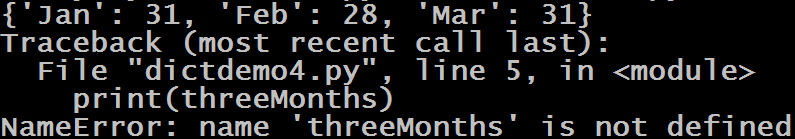 {'Jan': 31, 'Feb': 28, 'Mar': 31}
Traceback (most recent call last):
  File "dictdemo4.py", line 5, in <module>
    print(threeMonths)
NameError: name 'threeMonths' is not defined